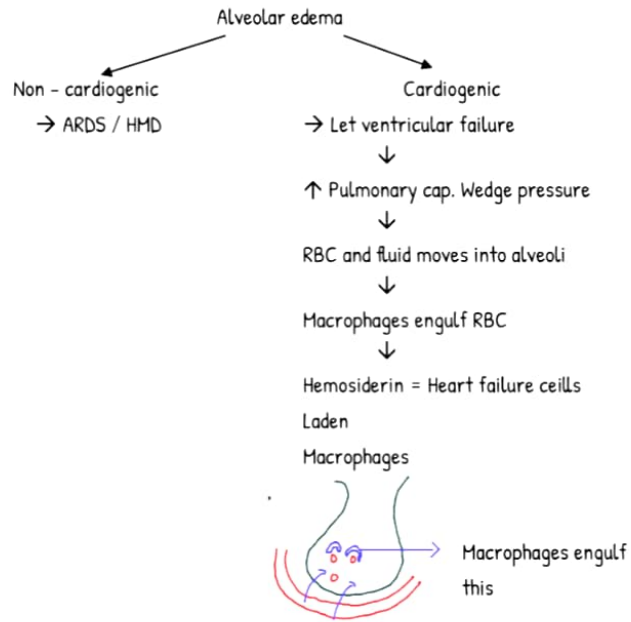 Alveolar edema
Non - cardiogenic
→ ARDS / HMD
Cardiogenic
→ Let ventricular failure
↓
↑ Pulmonary cap. Wedge pressure
↓
RBC and fluid moves into alveoli
↓
Macrophages engulf RBC
↓
Hemosiderin = Heart failure ceills
Laden
Macrophages
Macrophages engulf
this